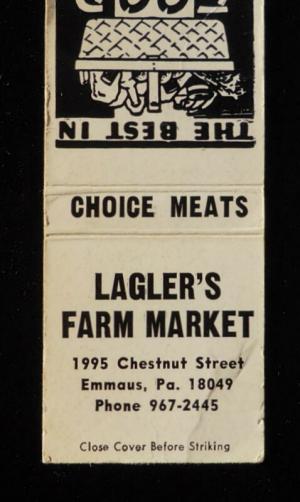 THE BEST IN
CHOICE MEATS
LAGLER'S
FARM MARKET
1995 Chestnut Street
Emmaus, Pa. 18049
Phone 967-2445
Close Cover Before Striking